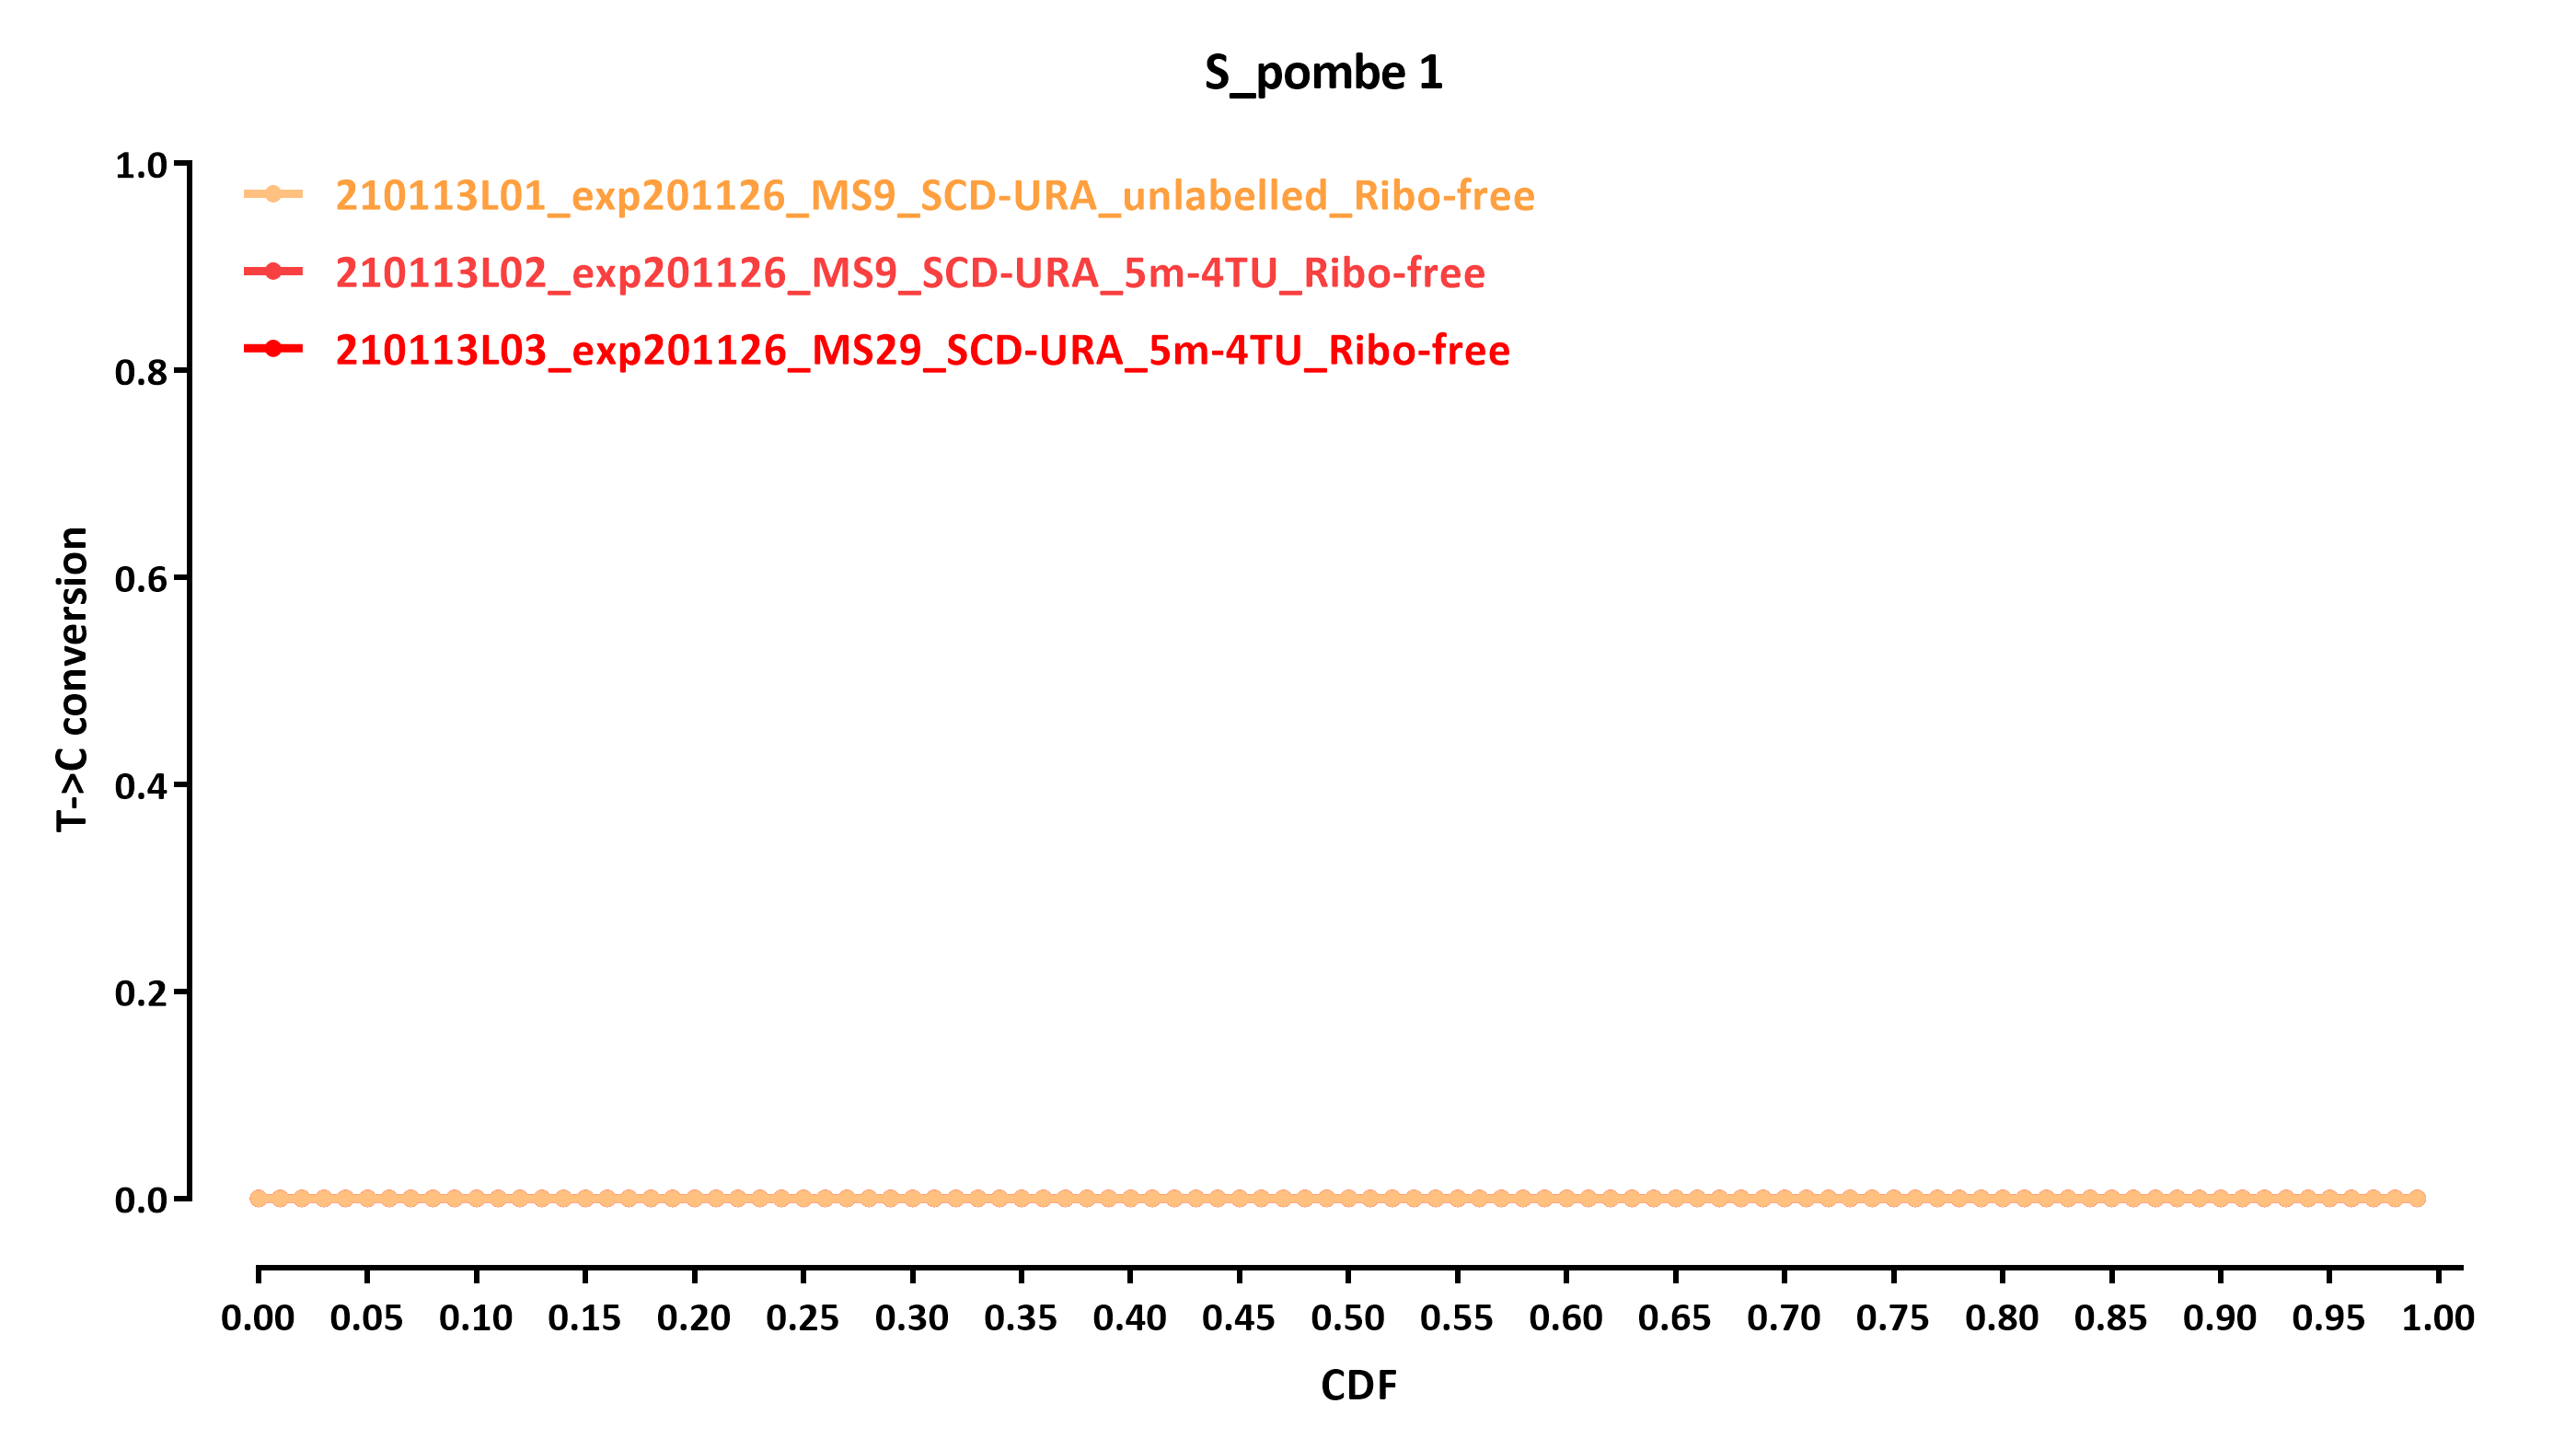 S_pombe 1
1.0
210113L01_exp201126_MS9_SCD-URA_unlabelled_Ribo-free
210113L02_exp201126_MS9_SCD-URA_5m-4TU_Ribo-free
210113L03_exp201126_MS29_SCD-URA_5m-4TU_Ribo-free
0.8
0.6
T->C conversion
0.4
0.2
0.0
0.00 0.05 0.10 0.15 0.20 0.25 0.30 0.35 0.40 0.45 0.50 0.55 0.60 0.65 0.70 0.75 0.80 0.85 0.90 0.95 1.00
CDF